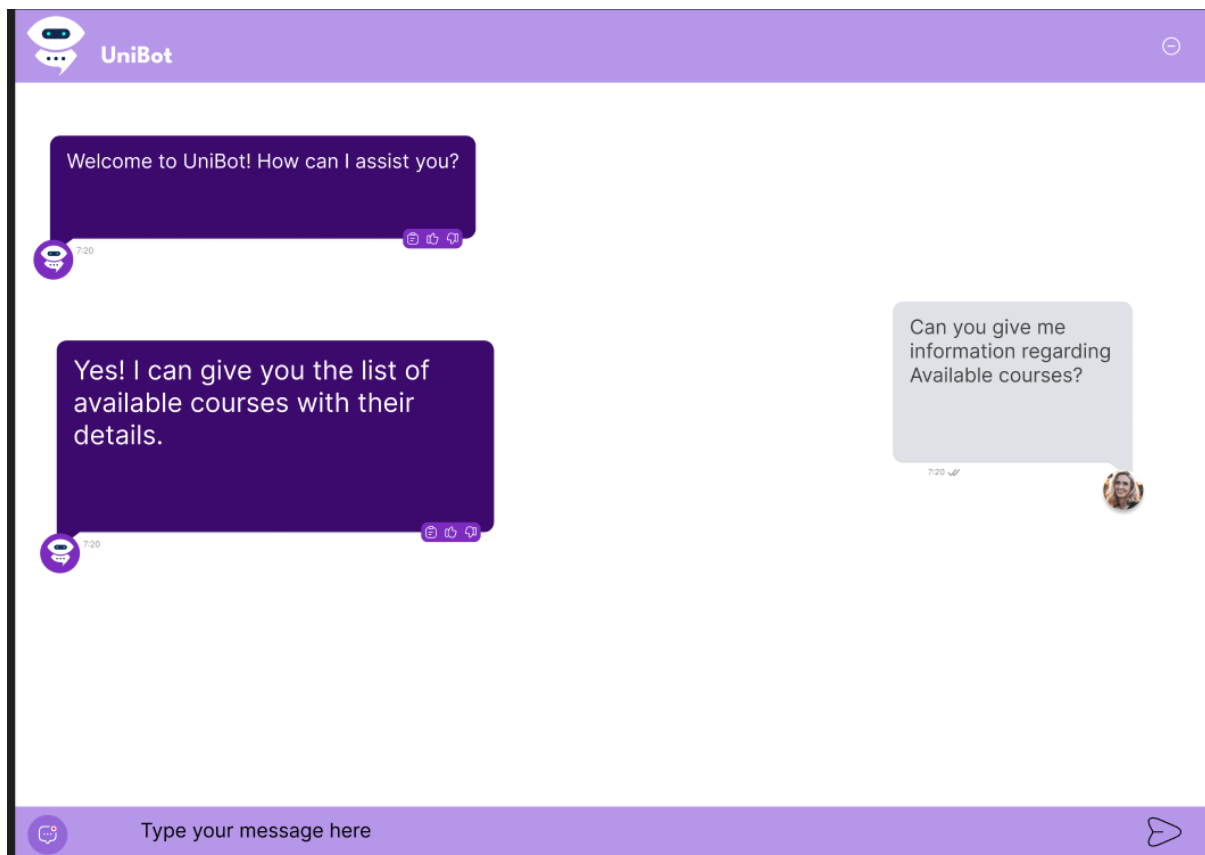 UniBot
Welcome to UniBot! How can I assist you?
7:20
Can you give me
information regarding
Available courses?
7:20
Yes! I can give you the list of
available courses with their
details.
7:20
Type your message here